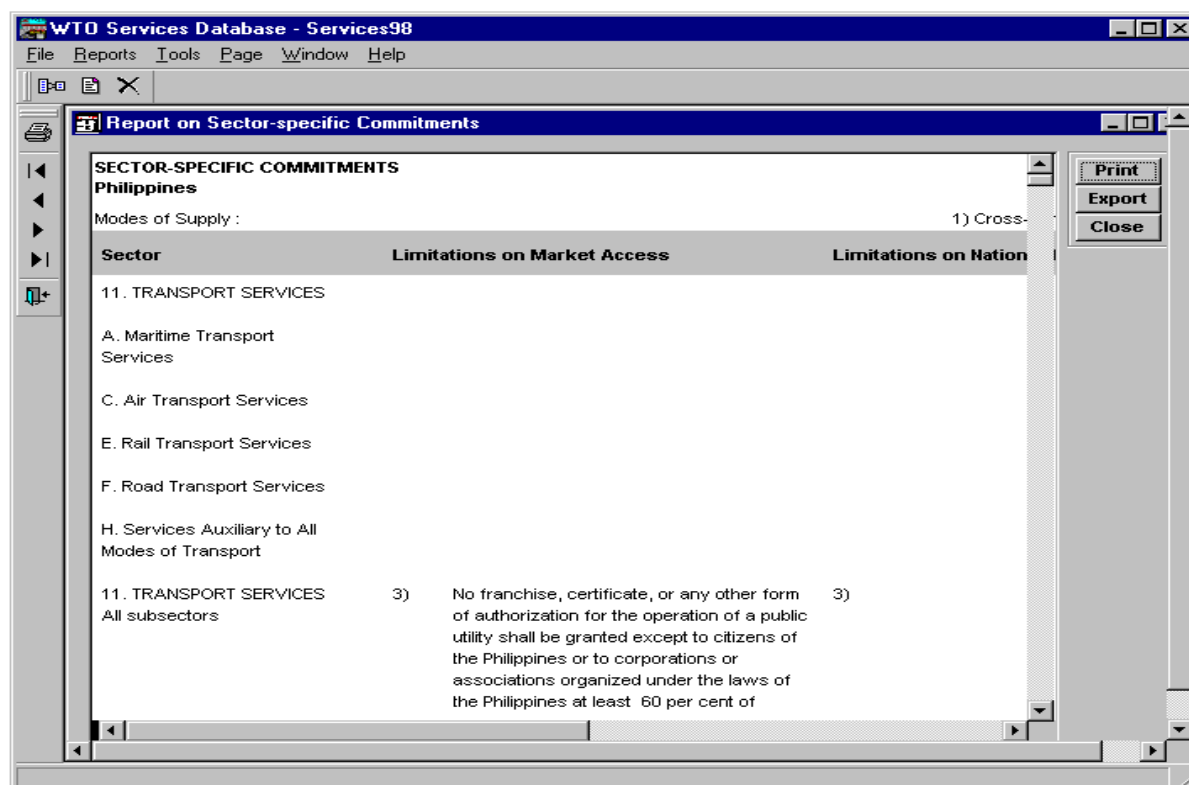 WTO Services Database - Services98
File Reports Tools Page Window Help
Report on Sector-specific Commitments
SECTOR-SPECIFIC COMMITMENTS
Philippines
Modes of Supply : 1) Cross-
Sector Limitations on Market Access Limitations on Nation
11. TRANSPORT SERVICES
A. Maritime Transport
Services
C. Air Transport Services
E. Rail Transport Services
F. Road Transport Services
H. Services Auxiliary to All
Modes of Transport
11. TRANSPORT SERVICES 3) No franchise, certificate, or any other form 3)
All subsectors of authorization for the operation of a public
utility shall be granted except to citizens of
the Philippines or to corporations or
associations organized under the laws of
the Philippines at least 60 per cent of
Print
Export
Close